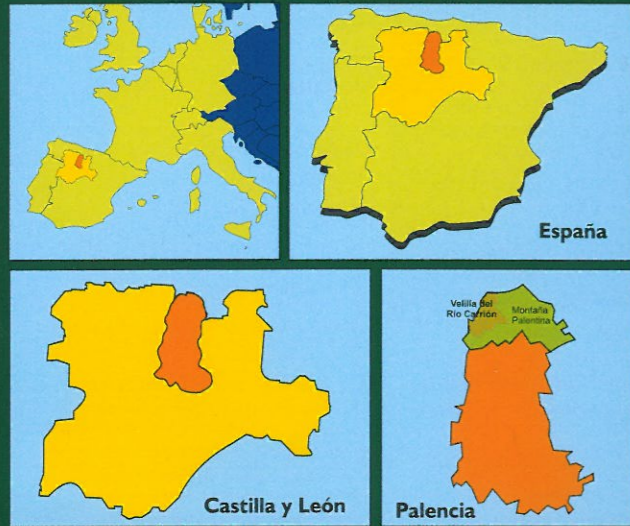 España
Castilla y León
Velilla del
Río Carrión
Montaña
Palentina
Palencia